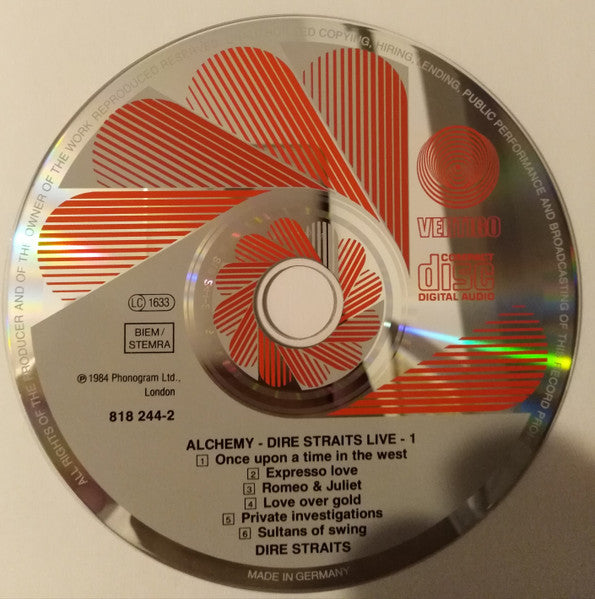 ALL RIGHTS OF THE PRODUCER AND OF THE OWNER OF THE WORK REPRODUCED RESERVED. UNAUTHORIZED COPYING, HIRING, LENDING, PUBLIC PERFORMANCE AND BROADCASTING OF THIS RECORD PROHIBITED
VERTIGO
COMPACT
disc
DIGITAL AUDIO
LC 1633
BIEM/
STEMRA
℗ 1984 Phonogram Ltd.,
London
818 244-2
ALCHEMY - DIRE STRAITS LIVE - 1
1 Once upon a time in the west
2 Expresso love
3 Romeo & Juliet
4 Love over gold
5 Private investigations
6 Sultans of swing
DIRE STRAITS
MADE IN GERMANY